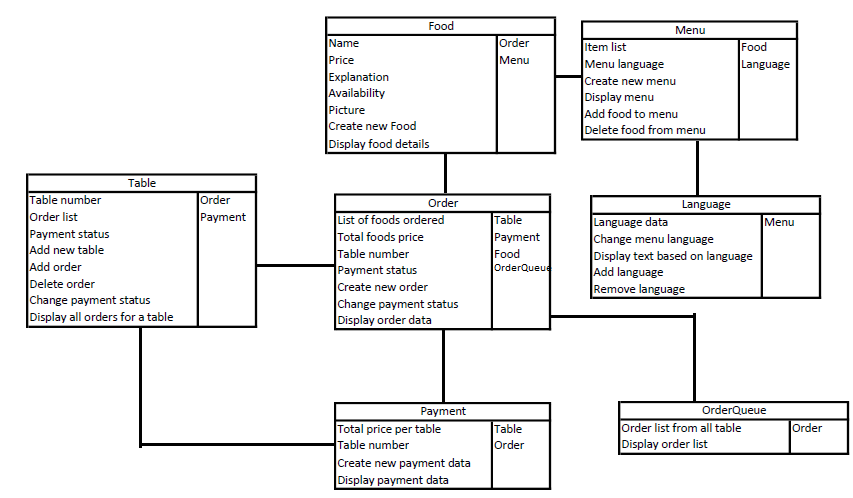 Food
Name
Price
Explanation
Availability
Picture
Create new Food
Display food details
Order
Menu
Menu
Item list
Menu language
Create new menu
Display menu
Add food to menu
Delete food from menu
Food
Language
Table
Table number
Order list
Payment status
Add new table
Add order
Delete order
Change payment status
Display all orders for a table
Order
Payment
Order
List of foods ordered
Total foods price
Table number
Payment status
Create new order
Change payment status
Display order data
Table
Payment
Food
OrderQueue
Language
Language data
Change menu language
Display text based on language
Add language
Remove language
Menu
Payment
Total price per table
Table number
Create new payment data
Display payment data
Table
Order
OrderQueue
Order list from all table
Display order list
Order